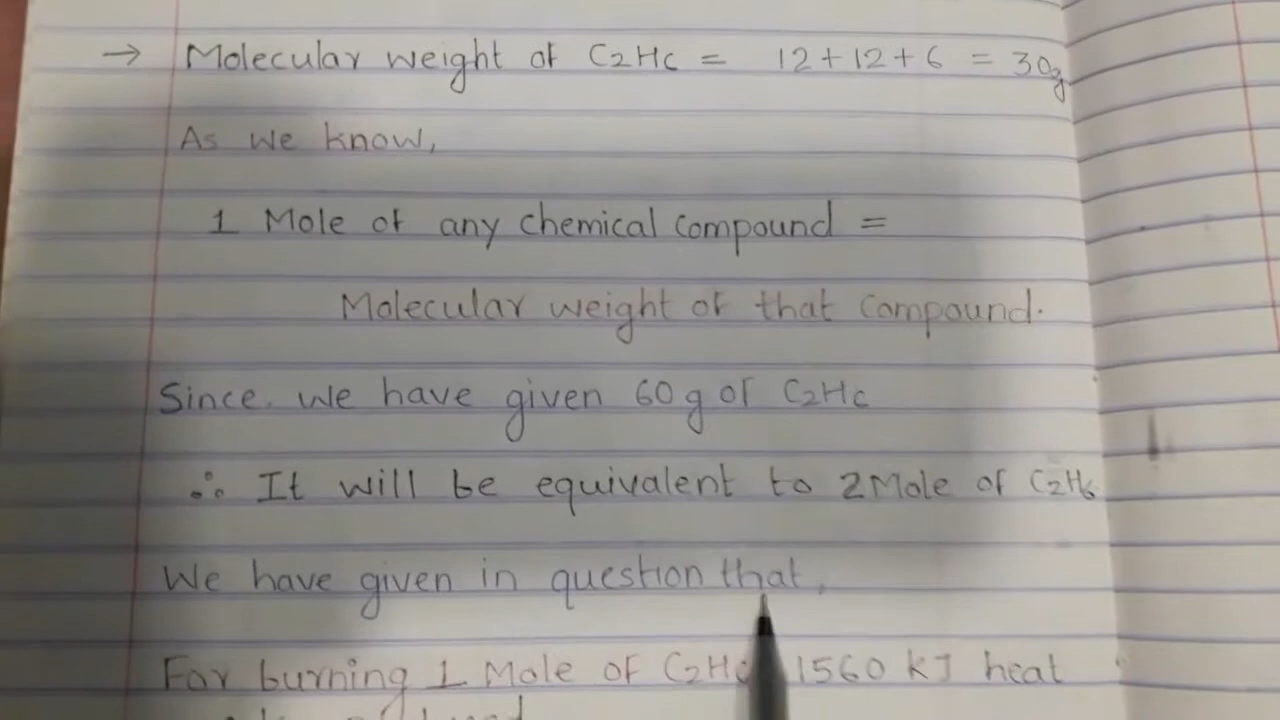 → Molecular weight of C2H6 = 12+12+6 = 30g
As we know,
1 Mole of any chemical compound =
Molecular weight of that compound.
Since, we have given 60g of C2H6
∴ It will be equivalent to 2 Mole of C2H6
We have given in question that,
For burning 1 Mole of C2H6 1560 kJ heat